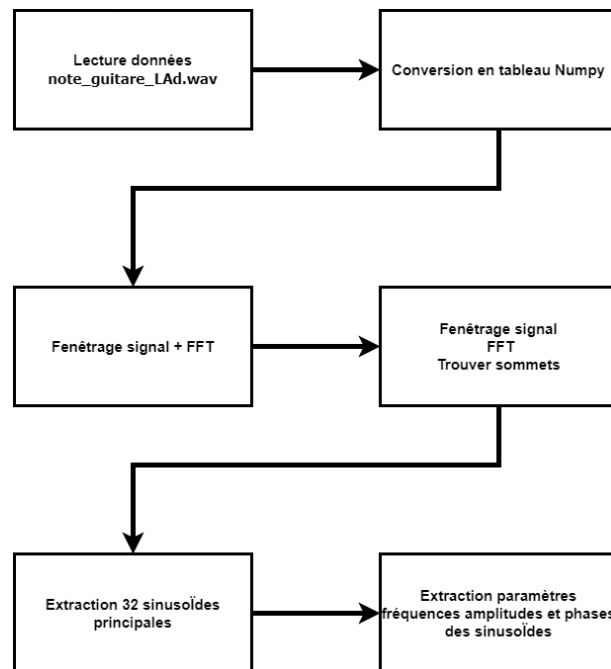 Lecture données
note_guitare_LAd.wav
Conversion en tableau Numpy
Fenêtrage signal + FFT
Fenêtrage signal
FFT
Trouver sommets
Extraction 32 sinusoÏdes
principales
Extraction paramètres
fréquences amplitudes et phases
des sinusoÏdes